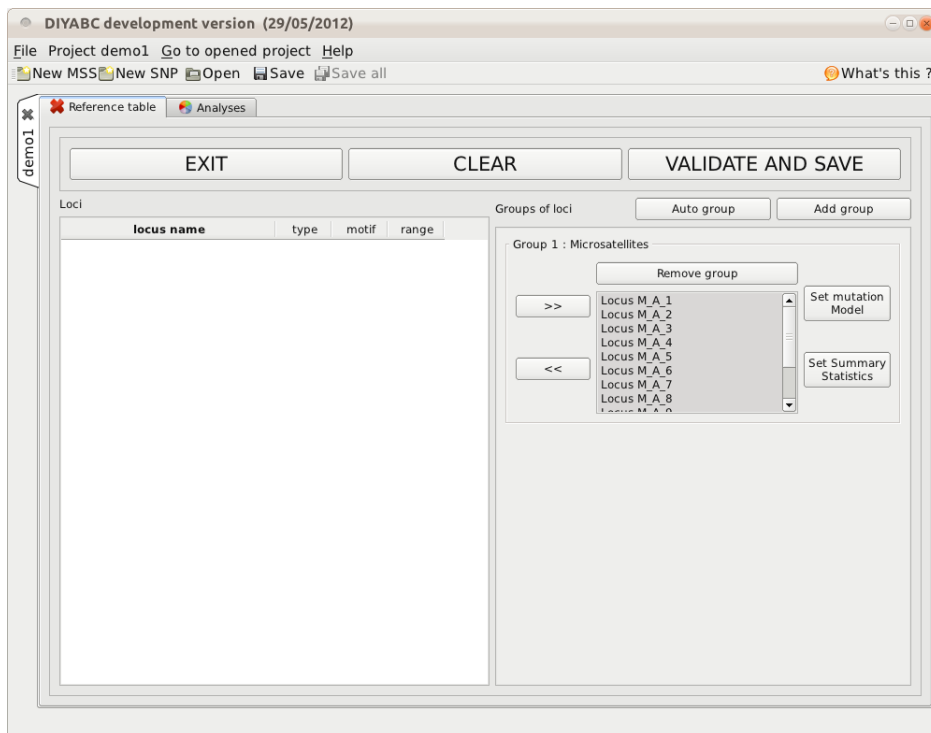 DIYABC development version (29/05/2012)
File Project demo1 Go to opened project Help
New MSS New SNP Open Save Save all What's this ?
demo1
Reference table Analyses
EXIT CLEAR VALIDATE AND SAVE
Loci
locus name type motif range
Groups of loci Auto group Add group
Group 1 : Microsatellites
Remove group
>>
<<
Locus M_A_1
Locus M_A_2
Locus M_A_3
Locus M_A_4
Locus M_A_5
Locus M_A_6
Locus M_A_7
Locus M_A_8
Set mutation
Model
Set Summary
Statistics